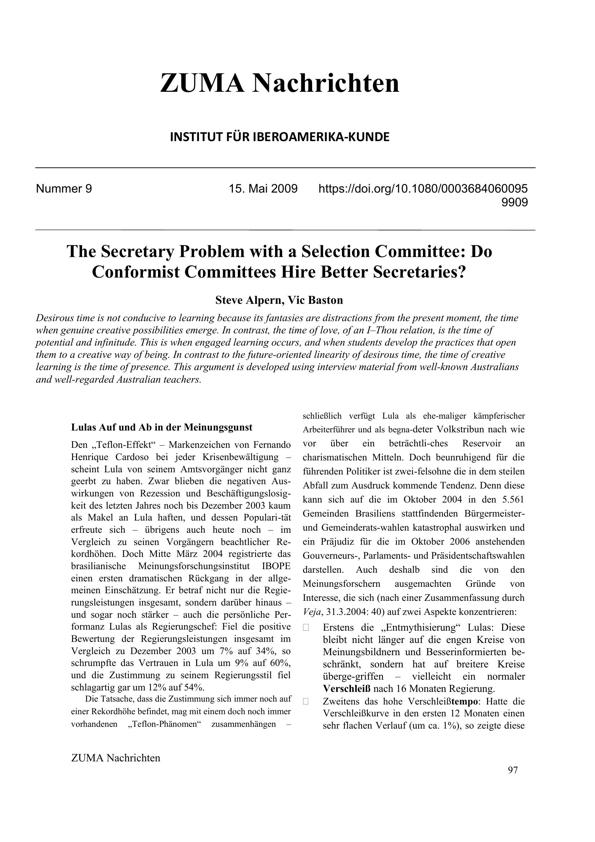 ZUMA Nachrichten
INSTITUT FÜR IBEROAMERIKA-KUNDE
Nummer 9 15. Mai 2009 https://doi.org/10.1080/0003684060095
9909
The Secretary Problem with a Selection Committee: Do
Conformist Committees Hire Better Secretaries?
Steve Alpern, Vic Baston
Desirous time is not conducive to learning because its fantasies are distractions from the present moment, the time
when genuine creative possibilities emerge. In contrast, the time of love, of an I–Thou relation, is the time of
potential and infinitude. This is when engaged learning occurs, and when students develop the practices that open
them to a creative way of being. In contrast to the future-oriented linearity of desirous time, the time of creative
learning is the time of presence. This argument is developed using interview material from well-known Australians
and well-regarded Australian teachers.
Lulas Auf und Ab in der Meinungsgunst
Den „Teflon-Effekt“ – Markenzeichen von Fernando
Henrique Cardoso bei jeder Krisenbewältigung –
scheint Lula von seinem Amtsvorgänger nicht ganz
geerbt zu haben. Zwar blieben die negativen Aus-
wirkungen von Rezession und Beschäftigungslosig-
keit des letzten Jahres noch bis Dezember 2003 kaum
als Makel an Lula haften, und dessen Populari-tät
erfreute sich – übrigens auch heute noch – im
Vergleich zu seinen Vorgängern beachtlicher Re-
kordhöhen. Doch Mitte März 2004 registrierte das
brasilianische Meinungsforschungsinstitut IBOPE
einen ersten dramatischen Rückgang in der allge-
meinen Einschätzung. Er betraf nicht nur die Regie-
rungsleistungen insgesamt, sondern darüber hinaus –
und sogar noch stärker – auch die persönliche Per-
formanz Lulas als Regierungschef: Fiel die positive
Bewertung der Regierungsleistungen insgesamt im
Vergleich zu Dezember 2003 um 7% auf 34%, so
schrumpfte das Vertrauen in Lula um 9% auf 60%,
und die Zustimmung zu seinem Regierungsstil fiel
schlagartig gar um 12% auf 54%.
Die Tatsache, dass die Zustimmung sich immer noch auf
einer Rekordhöhe befindet, mag mit einem doch noch immer
vorhandenen „Teflon-Phänomen“ zusammenhängen –
schließlich verfügt Lula als ehe-maliger kämpferischer
Arbeiterführer und als begna-deter Volkstribun nach wie
vor über ein beträchtli-ches Reservoir an
charismatischen Mitteln. Doch beunruhigend für die
führenden Politiker ist zwei-felsohne die in dem steilen
Abfall zum Ausdruck kommende Tendenz. Denn diese
kann sich auf die im Oktober 2004 in den 5.561
Gemeinden Brasiliens stattfindenden Bürgermeister-
und Gemeinderats-wahlen katastrophal auswirken und
ein Präjudiz für die im Oktober 2006 anstehenden
Gouverneurs-, Parlaments- und Präsidentschaftswahlen
darstellen. Auch deshalb sind die von den
Meinungsforschern ausgemachten Gründe von
Interesse, die sich (nach einer Zusammenfassung durch
Veja, 31.3.2004: 40) auf zwei Aspekte konzentrieren:
Erstens die „Entmythisierung“ Lulas: Diese
bleibt nicht länger auf die engen Kreise von
Meinungsbildnern und Besserinformierten be-
schränkt, sondern hat auf breitere Kreise
überge-griffen – vielleicht ein normaler
Verschleiß nach 16 Monaten Regierung.
Zweitens das hohe Verschleißtempo: Hatte die
Verschleißkurve in den ersten 12 Monaten einen
sehr flachen Verlauf (um ca. 1%), so zeigte diese
ZUMA Nachrichten
97